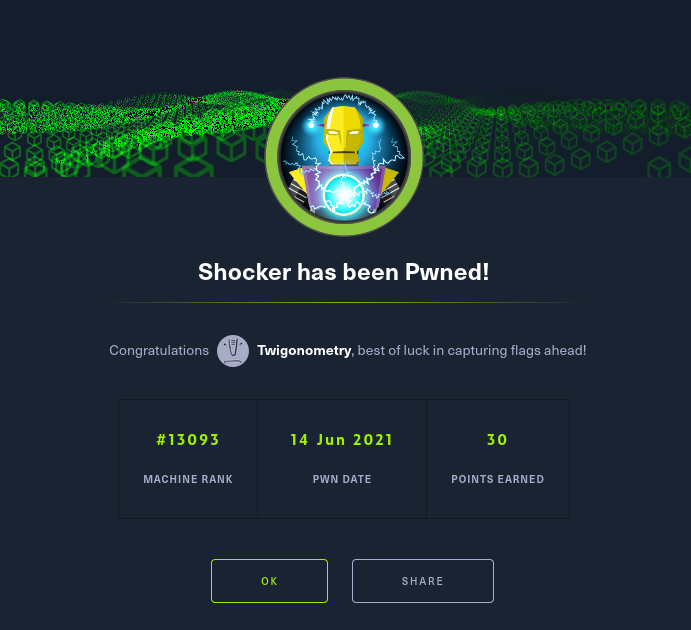 Shocker has been Pwned!
Congratulations Twigonometry, best of luck in capturing flags ahead!
#13093 14 Jun 2021 30
MACHINE RANK PWN DATE POINTS EARNED
OK SHARE